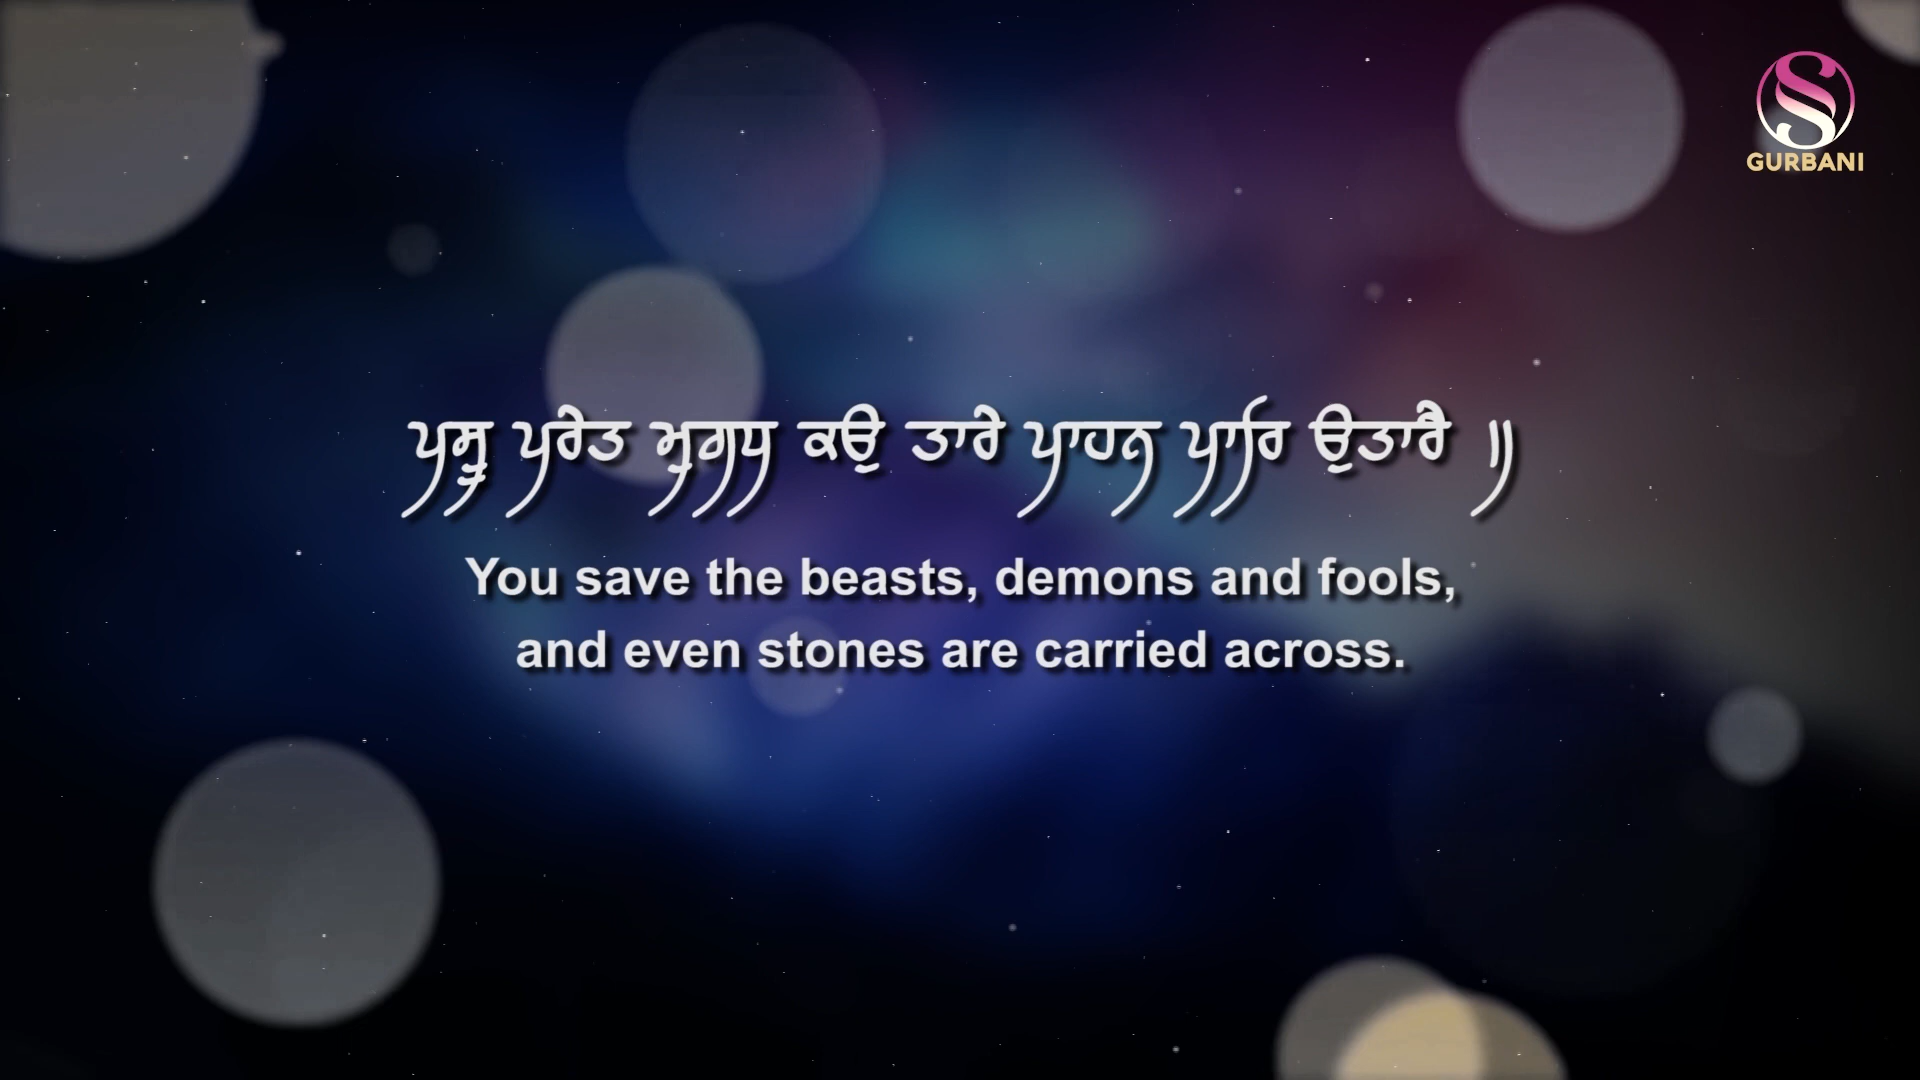 S
GURBANI
ਪਸੁ ਪਰੇਤ ਮੁਗਧ ਕਉ ਤਾਰੇ ਪਾਹਨ ਪਾਰਿ ਉਤਾਰੈ ॥
You save the beasts, demons and fools,
and even stones are carried across.